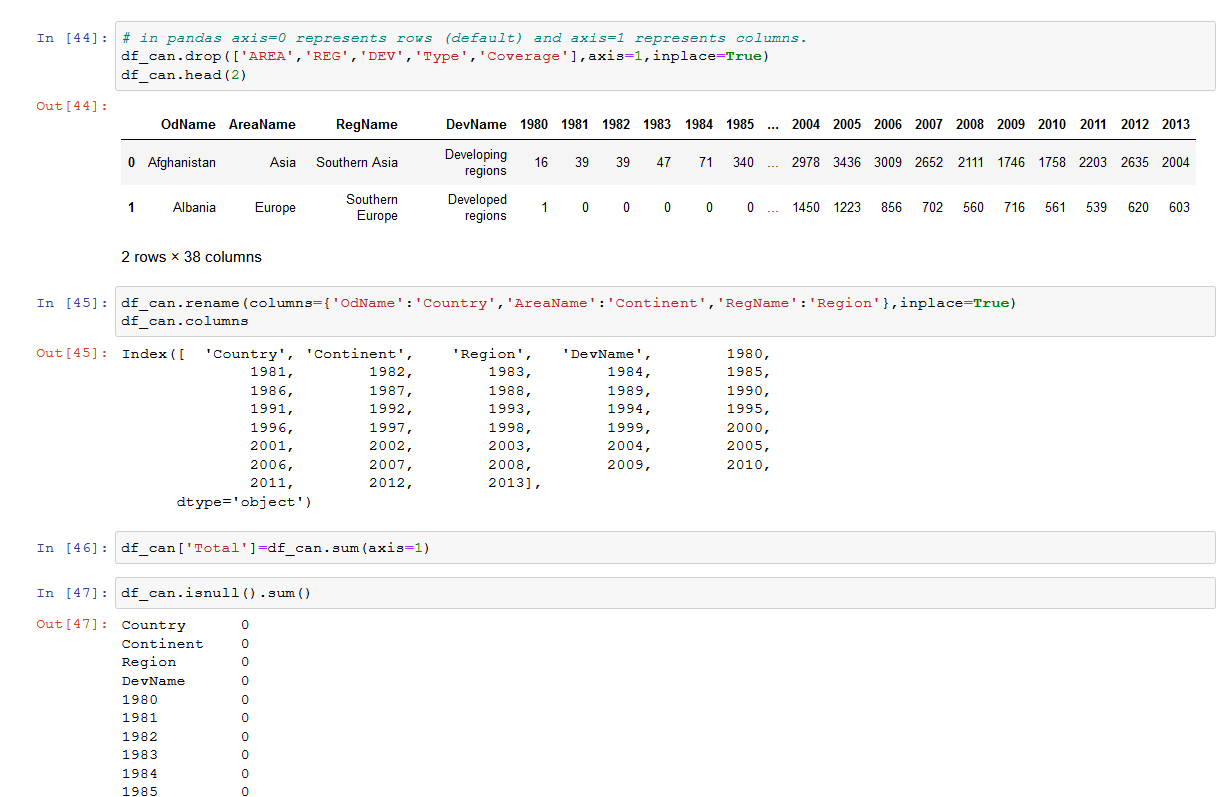 In [44]: # in pandas axis=0 represents rows (default) and axis=1 represents columns.
df_can.drop(['AREA','REG','DEV','Type','Coverage'],axis=1,inplace=True)
df_can.head(2)
Out[44]:
OdName AreaName RegName DevName 1980 1981 1982 1983 1984 1985 ... 2004 2005 2006 2007 2008 2009 2010 2011 2012 2013
0 Afghanistan Asia Southern Asia Developing regions 16 39 39 47 71 340 ... 2978 3436 3009 2652 2111 1746 1758 2203 2635 2004
1 Albania Europe Southern Europe Developed regions 1 0 0 0 0 0 ... 1450 1223 856 702 560 716 561 539 620 603
2 rows × 38 columns
In [45]: df_can.rename(columns={'OdName':'Country','AreaName':'Continent','RegName':'Region'},inplace=True)
df_can.columns
Out[45]: Index([ 'Country', 'Continent', 'Region', 'DevName', 1980,
1981, 1982, 1983, 1984, 1985,
1986, 1987, 1988, 1989, 1990,
1991, 1992, 1993, 1994, 1995,
1996, 1997, 1998, 1999, 2000,
2001, 2002, 2003, 2004, 2005,
2006, 2007, 2008, 2009, 2010,
2011, 2012, 2013],
dtype='object')
In [46]: df_can['Total']=df_can.sum(axis=1)
In [47]: df_can.isnull().sum()
Out[47]: Country 0
Continent 0
Region 0
DevName 0
1980 0
1981 0
1982 0
1983 0
1984 0
1985 0